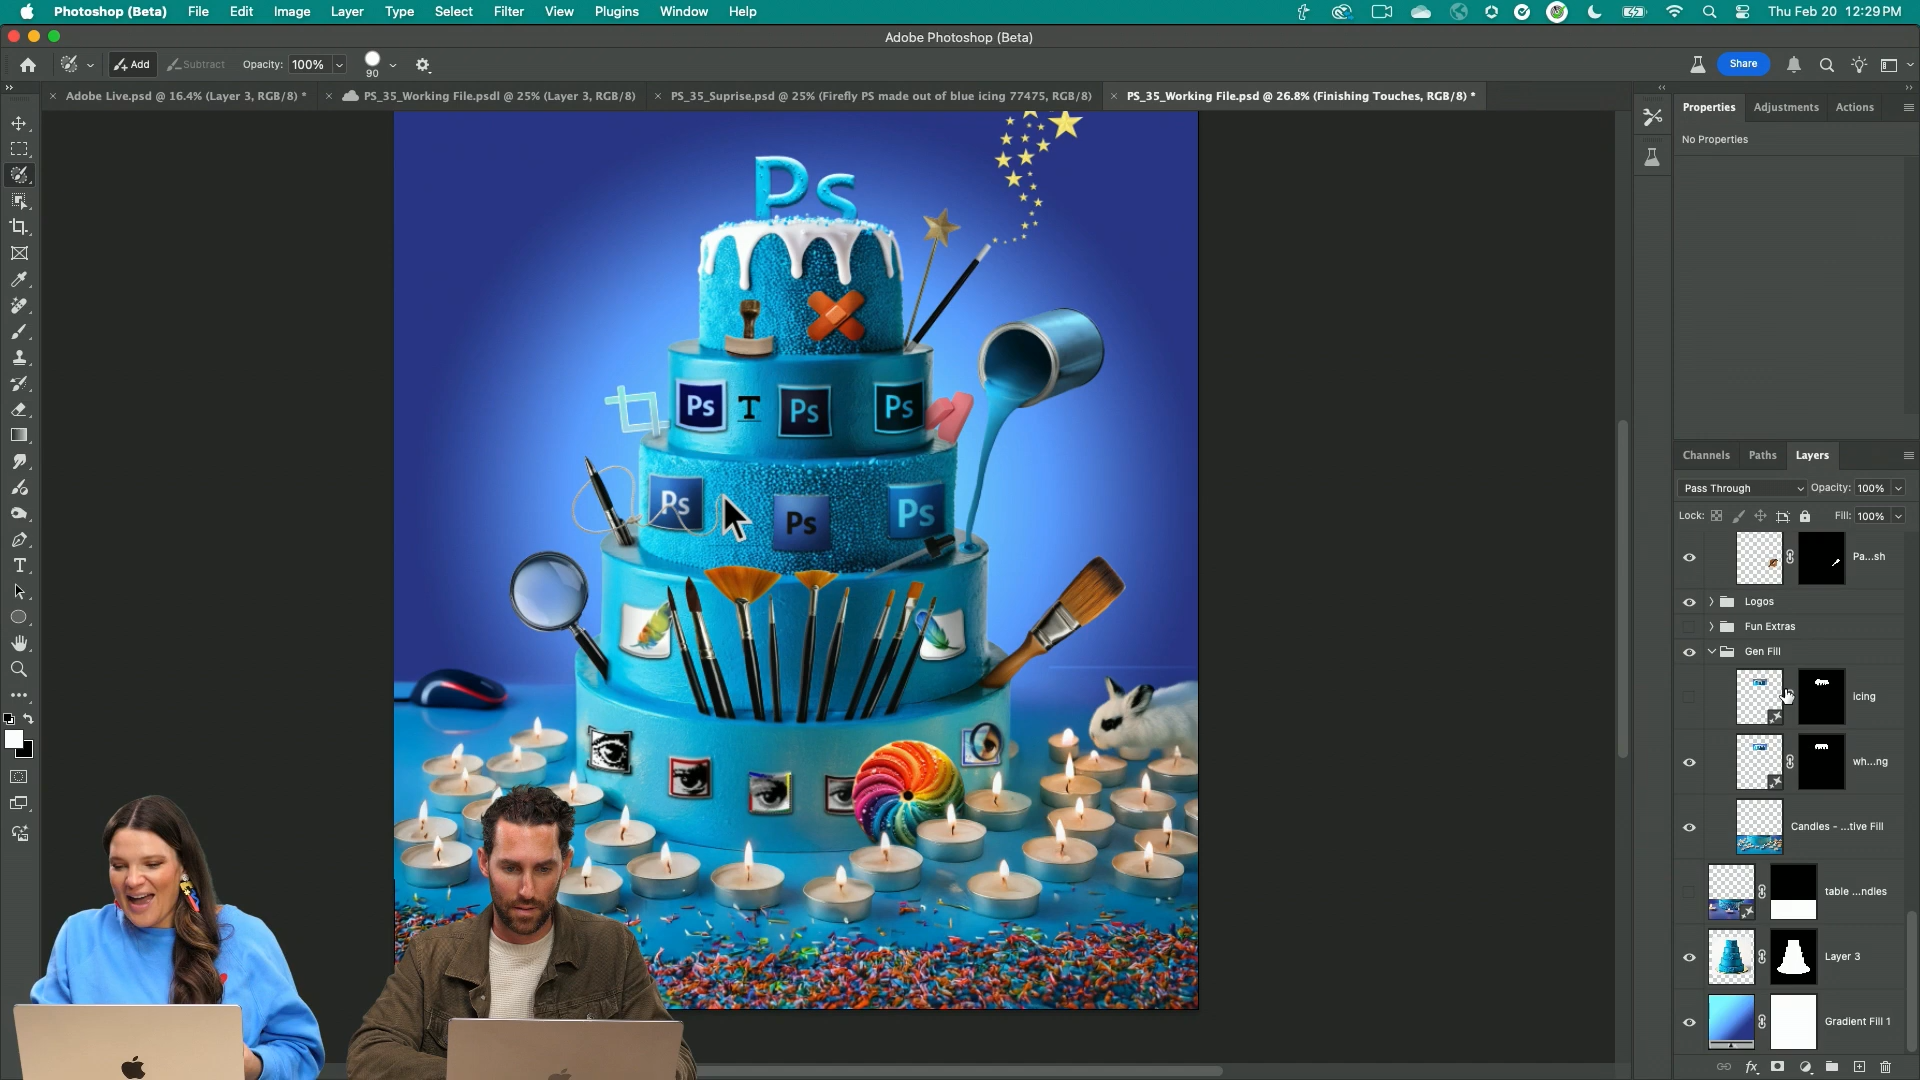 Photoshop (Beta) File Edit Image Layer Type Select Filter View Plugins Window Help Thu Feb 20 12:29 PM
Adobe Photoshop (Beta)
Add Subtract Opacity: 100% 90 Share
Adobe Live.psd @ 16.4% (Layer 3, RGB/8) * PS_35_Working File.psdl @ 25% (Layer 3, RGB/8) PS_35_Suprise.psd @ 25% (Firefly PS made out of blue icing 77475, RGB/8) PS_35_Working File.psd @ 26.8% (Finishing Touches, RGB/8) *
Properties Adjustments Actions
No Properties
Ps
Ps T Ps Ps
Ps Ps Ps
Channels Paths Layers
Pass Through Opacity: 100%
Lock: Fill: 100%
Pa...sh
Logos
Fun Extras
Gen Fill
icing
wh...ng
Candles - ...tive Fill
table ...ndles
Layer 3
Gradient Fill 1
fx